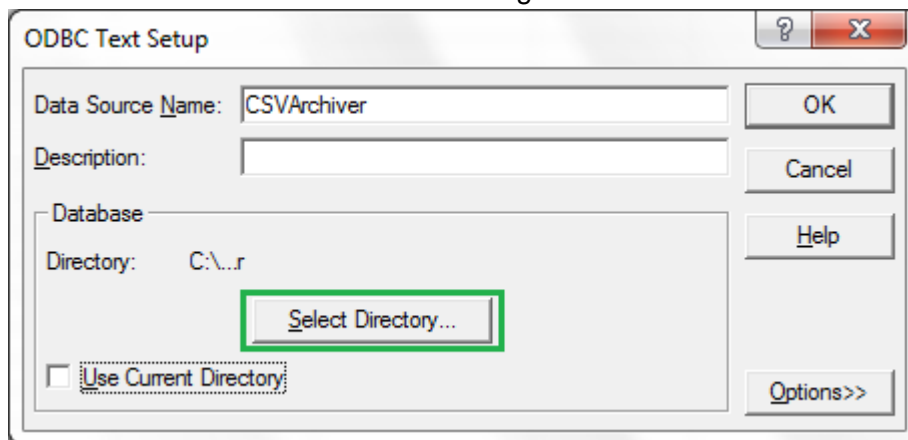 ODBC Text Setup
Data Source Name: CSVArchiver
OK
Description:
Cancel
Database
Help
Directory: C:\...r
Select Directory...
Use Current Directory
Options>>